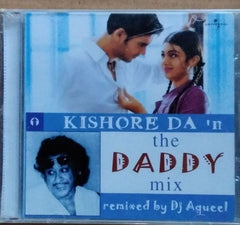 KISHORE DA 'n
the
DADDY
mix
remixed by Dj Aqueel